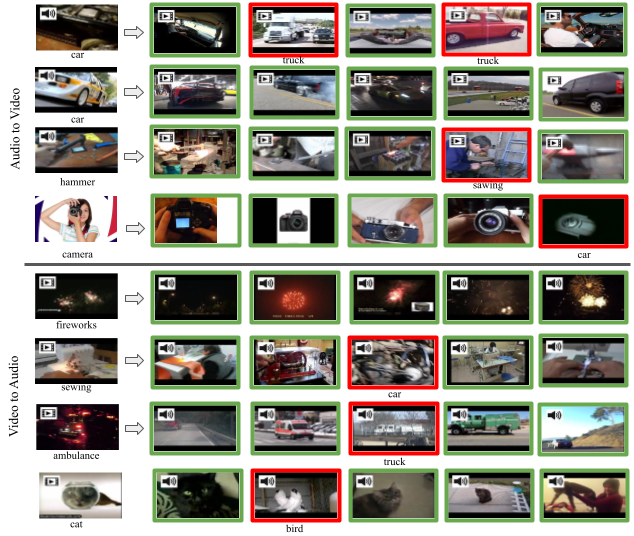 Audio to Video
car
truck
truck
car
hammer
sawing
camera
car
Video to Audio
fireworks
sewing
car
ambulance
truck
cat
bird